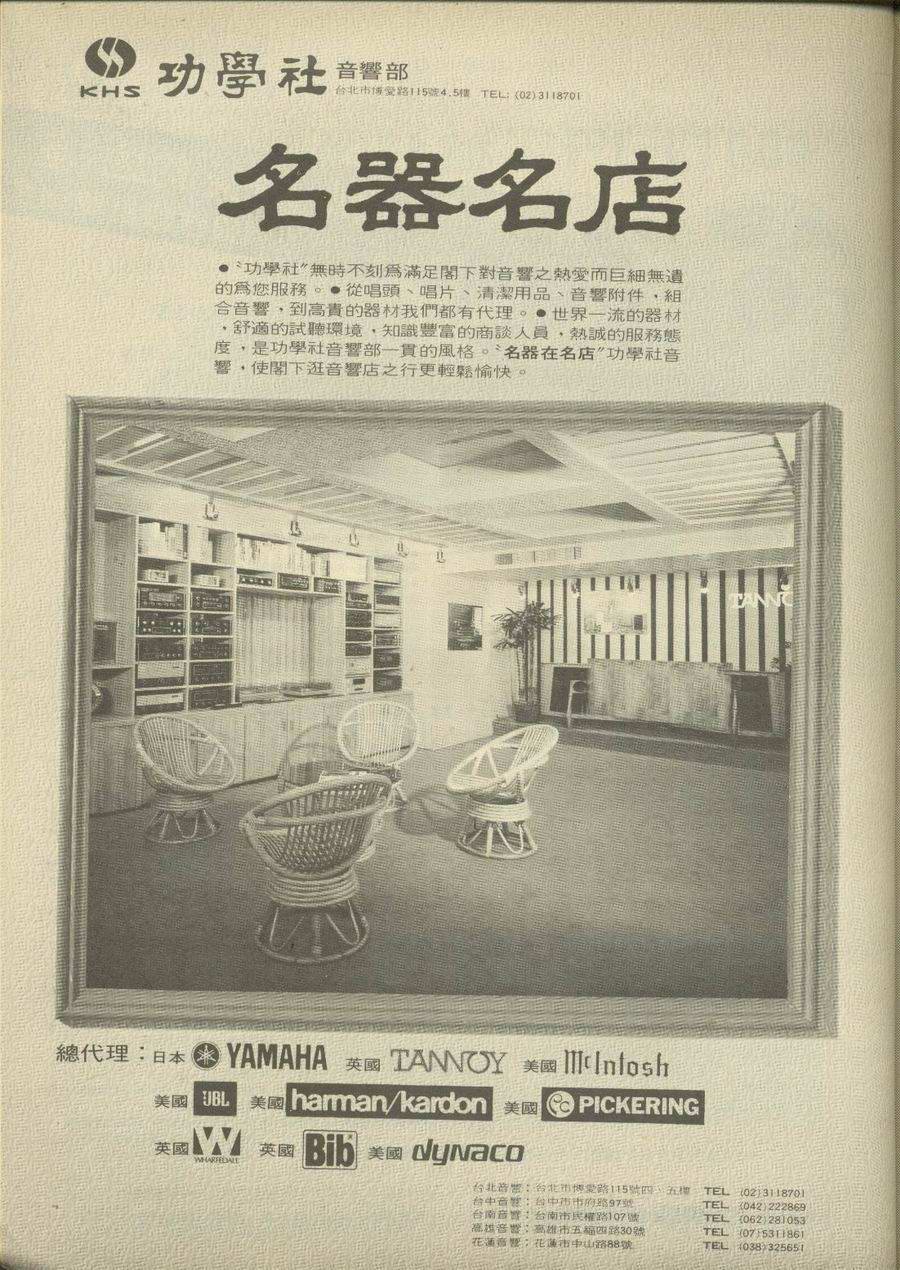 KHS 功學社 音響部
台北市博愛路115號4.5樓 TEL: (02)3118701
名器名店
●〝功學社〞無時不刻爲滿足閣下對音響之熱愛而巨細無遺
的爲您服務。●從唱頭、唱片、清潔用品、音響附件,組
合音響,到高貴的器材我們都有代理。●世界一流的器材
,舒適的試聽環境,知識豐富的商談人員,熱誠的服務態
度,是功學社音響部一貫的風格。〝名器在名店〞功學社音
響,使閣下逛音響店之行更輕鬆愉快。
TANNOY
總代理:日本 YAMAHA 英國 TANNOY 美國 McIntosh
美國 JBL 美國 harman/kardon 美國 PC PICKERING
英國 W WHARFEDALE 英國 Bib 美國 dynaco
台北音響:台北市博愛路115號四、五樓 TEL (02)3118701
台中音響:台中市市府路97號 TEL (042)222869
台南音響:台南市民權路107號 TEL (062)281053
高雄音響:高雄市五福四路30號 TEL (07)5311861
花蓮音響:花蓮市中山路88號 TEL (038)325651